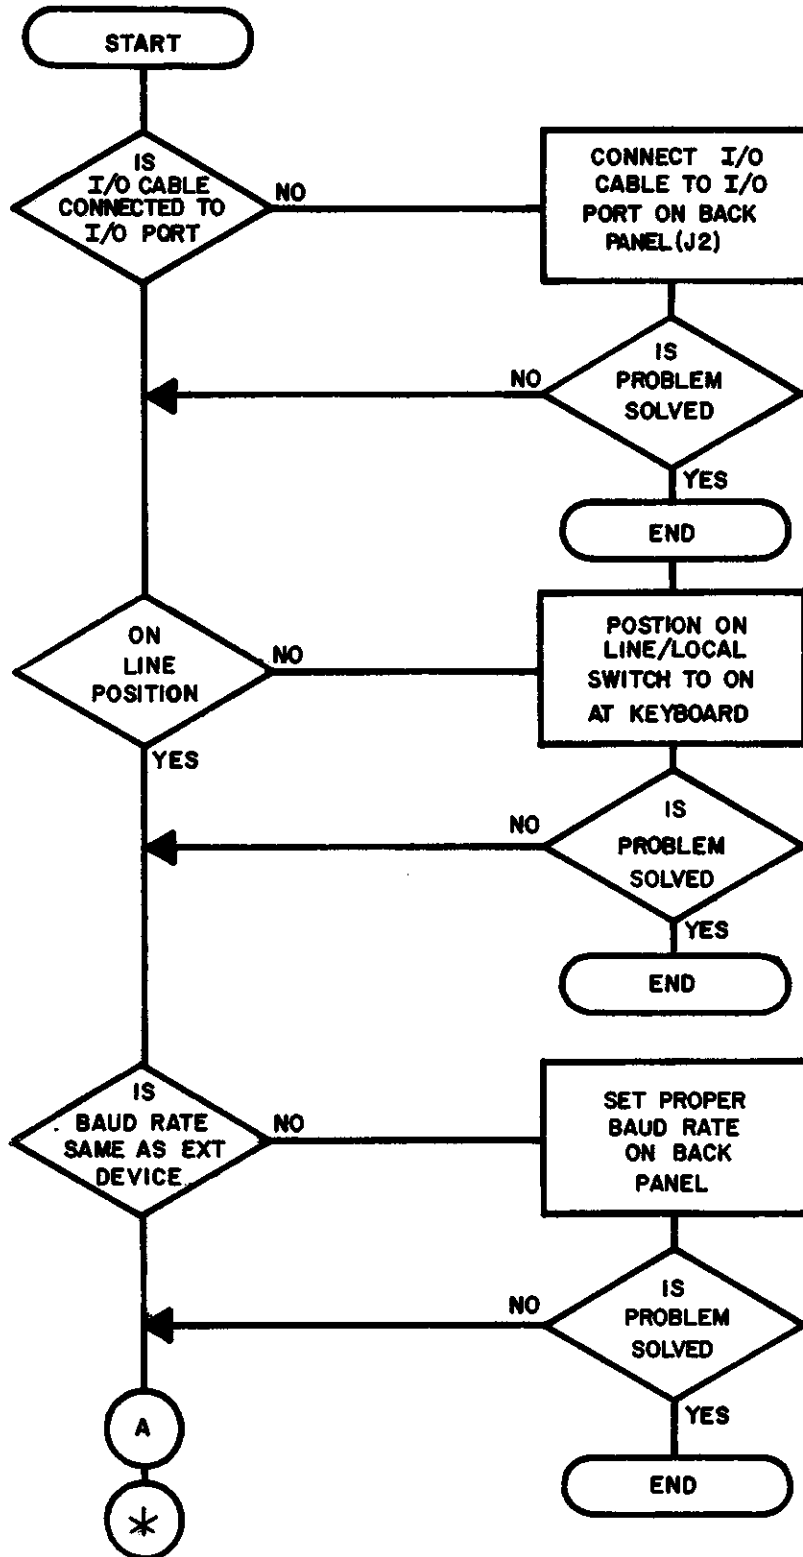 START
IS
I/O CABLE
CONNECTED TO
I/O PORT
NO
CONNECT I/O
CABLE TO I/O
PORT ON BACK
PANEL(J2)
IS
PROBLEM
SOLVED
NO
YES
END
ON
LINE
POSITION
NO
YES
POSTION ON
LINE/LOCAL
SWITCH TO ON
AT KEYBOARD
IS
PROBLEM
SOLVED
NO
YES
END
IS
BAUD RATE
SAME AS EXT
DEVICE
NO
SET PROPER
BAUD RATE
ON BACK
PANEL
IS
PROBLEM
SOLVED
NO
YES
END
A
*